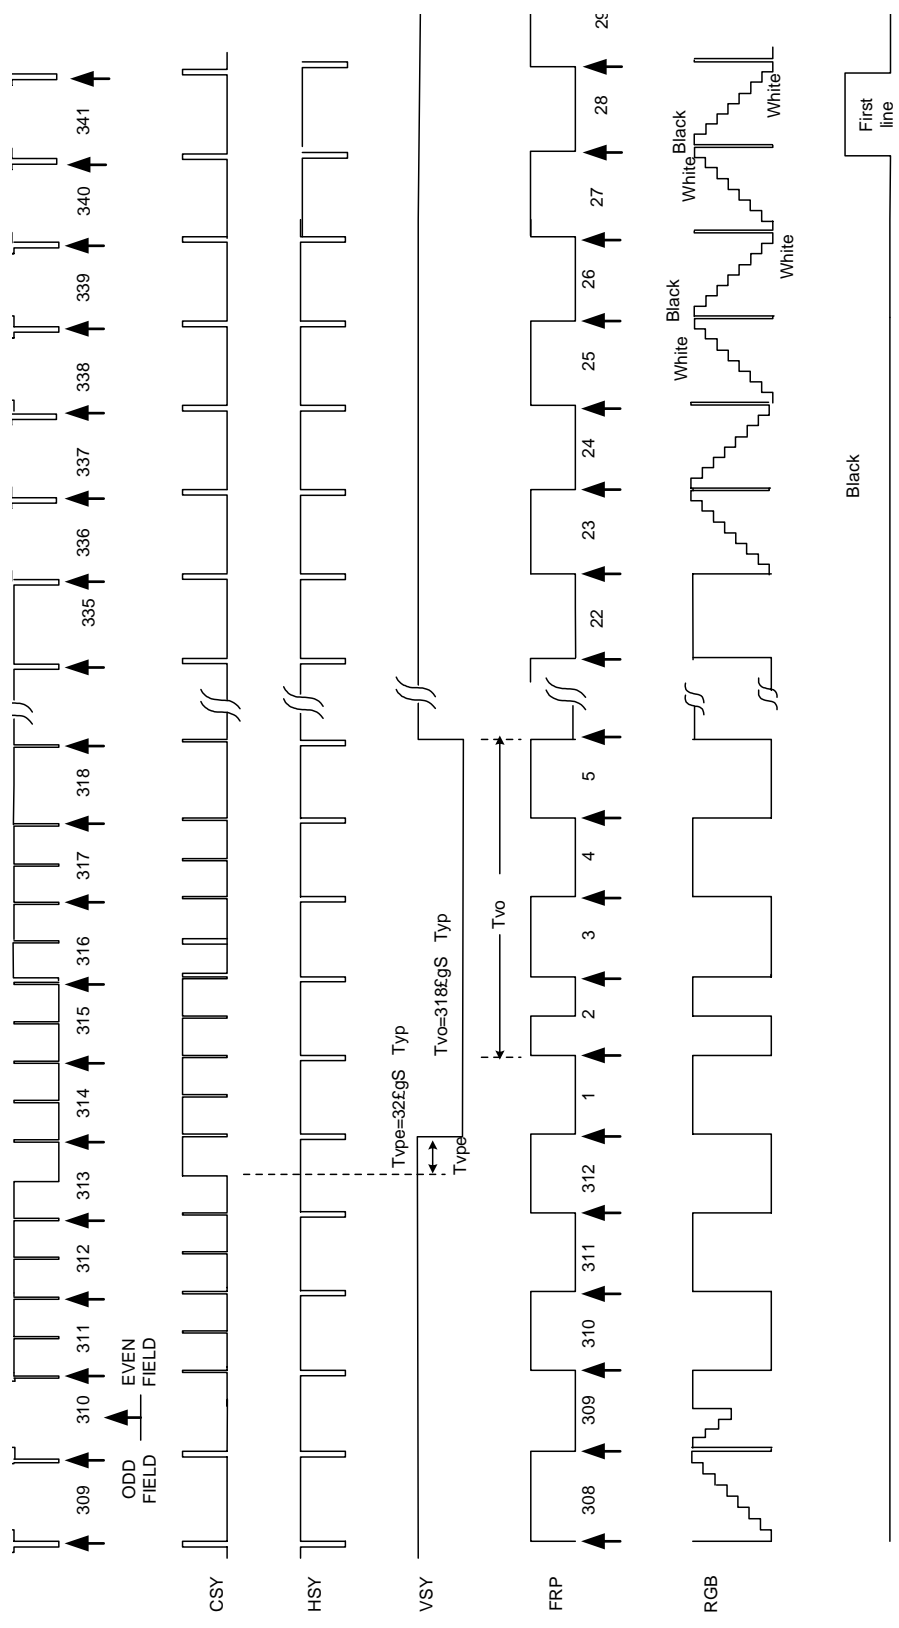 309 310 311 312 313 314 315 316 317 318 335 336 337 338 339 340 341
ODD
FIELD
EVEN
FIELD
CSY
HSY
VSY
Tvpe=32£gS Typ
Tvo=318£gS Typ
Tvpe
Tvo
FRP
308 309 310 311 312 1 2 3 4 5 22 23 24 25 26 27 28
RGB
White Black White Black
White White
Black
First
line